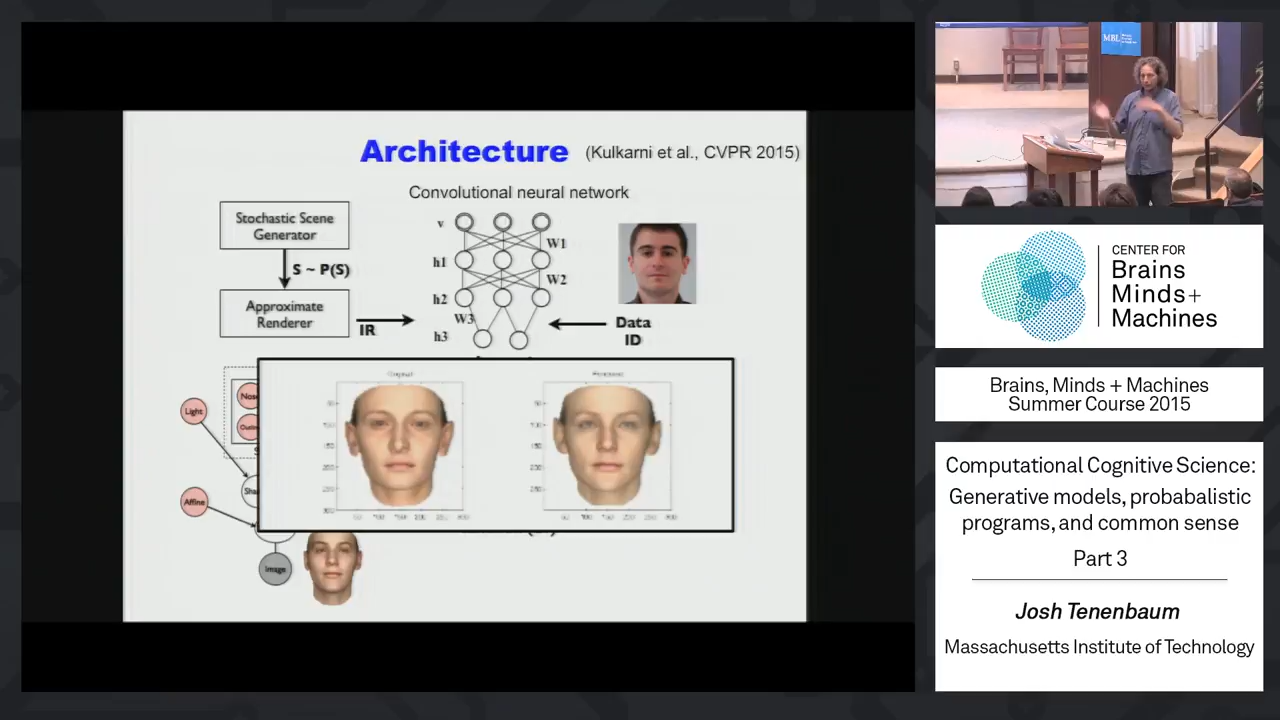 Architecture (Kulkarni et al., CVPR 2015)
Convolutional neural network
Stochastic Scene
Generator
S ~ P(S)
Approximate
Renderer
IR
v
h1
h2
h3
W1
W2
W3
Data
ID
Light
Affine
Image
MBL
CENTER FOR
Brains
Minds+
Machines
Brains, Minds + Machines
Summer Course 2015
Computational Cognitive Science:
Generative models, probabalistic
programs, and common sense
Part 3
Josh Tenenbaum
Massachusetts Institute of Technology